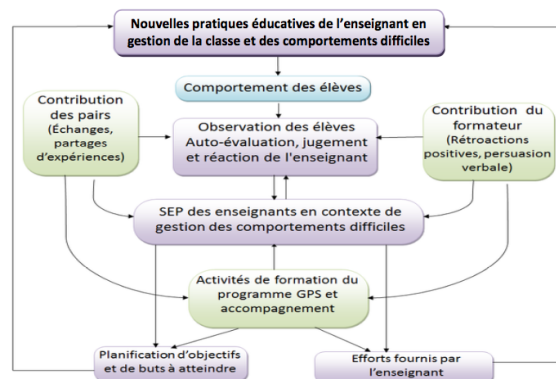 Nouvelles pratiques éducatives de l'enseignant en
gestion de la classe et des comportements difficiles
Comportement des élèves
Contribution
des pairs
(Échanges,
partages
d'expériences)
Observation des élèves
Auto-évaluation, jugement
et réaction de l'enseignant
Contribution du
formateur
(Rétroactions
positives, persuasion
verbale)
SEP des enseignants en contexte de
gestion des comportements difficiles
Activités de formation du
programme GPS et
accompagnement
Planification d'objectifs
et de buts à atteindre
Efforts fournis par
l'enseignant